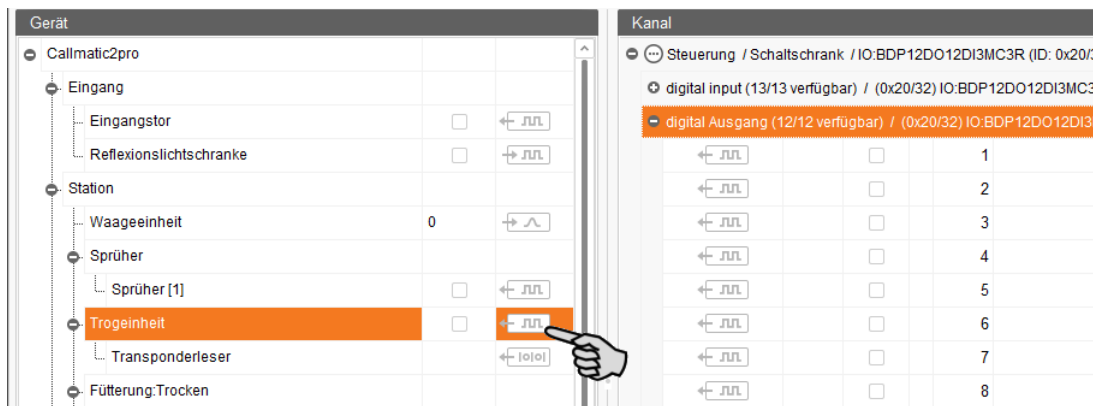 Gerät
Callmatic2pro
Eingang
Eingangstor
Reflexionslichtschranke
Station
Waageeinheit 0
Sprüher
Sprüher [1]
Trogeinheit
Transponderleser
Fütterung:Trocken
Kanal
Steuerung / Schaltschrank / IO:BDP12DO12DI3MC3R (ID: 0x20/
digital input (13/13 verfügbar) / (0x20/32) IO:BDP12DO12DI3MC3
digital Ausgang (12/12 verfügbar) / (0x20/32) IO:BDP12DO12DI3
1
2
3
4
5
6
7
8